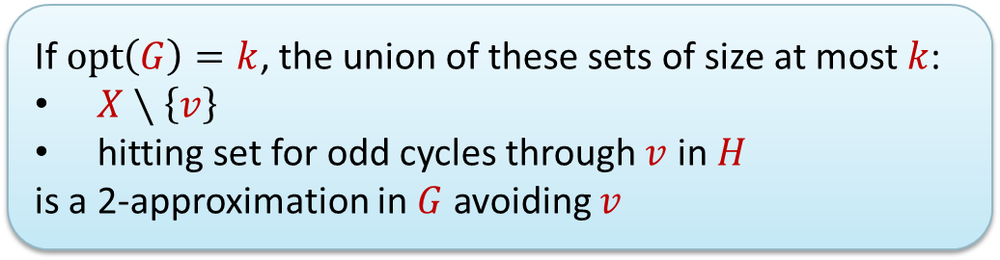 If opt(G) = k, the union of these sets of size at most k:
• X \ {v}
• hitting set for odd cycles through v in H
is a 2-approximation in G avoiding v